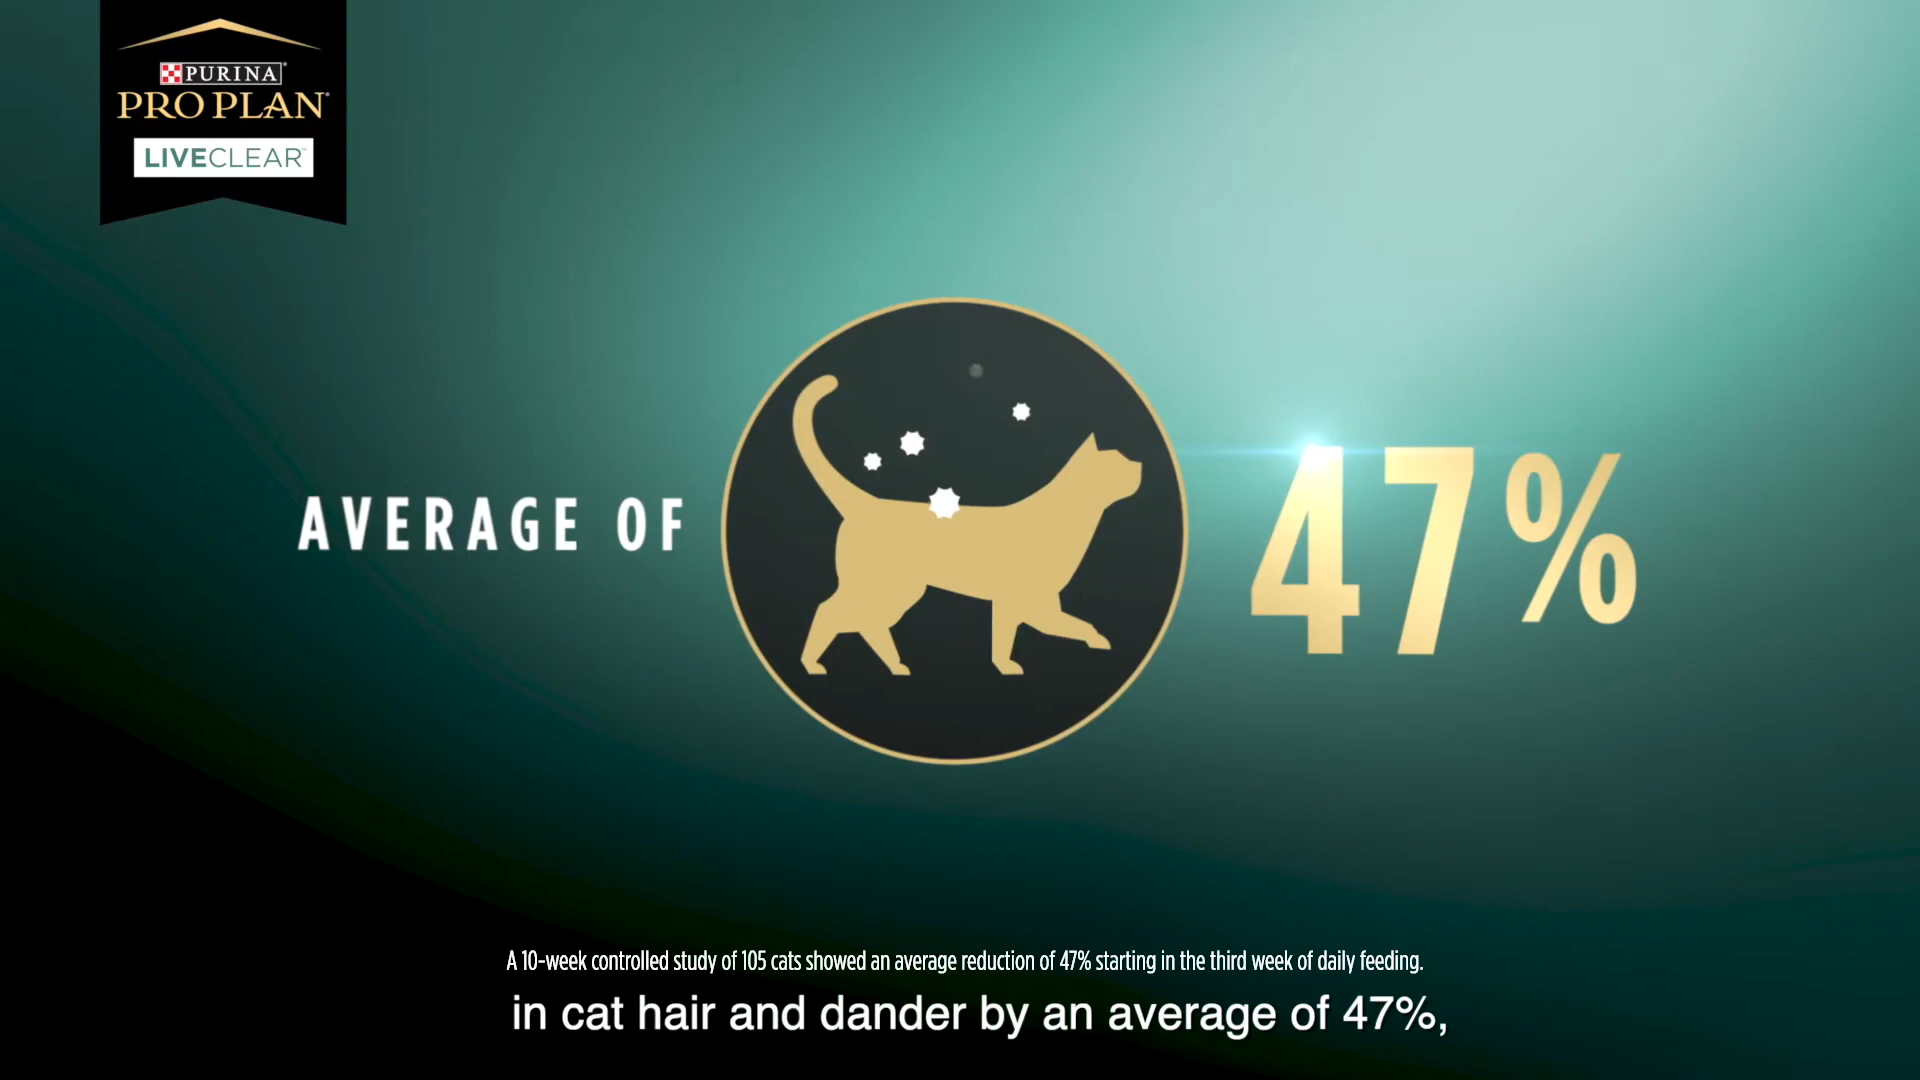 PURINA
PRO PLAN
LIVECLEAR™
AVERAGE OF
47%
A 10-week controlled study of 105 cats showed an average reduction of 47% starting in the third week of daily feeding.
in cat hair and dander by an average of 47%,